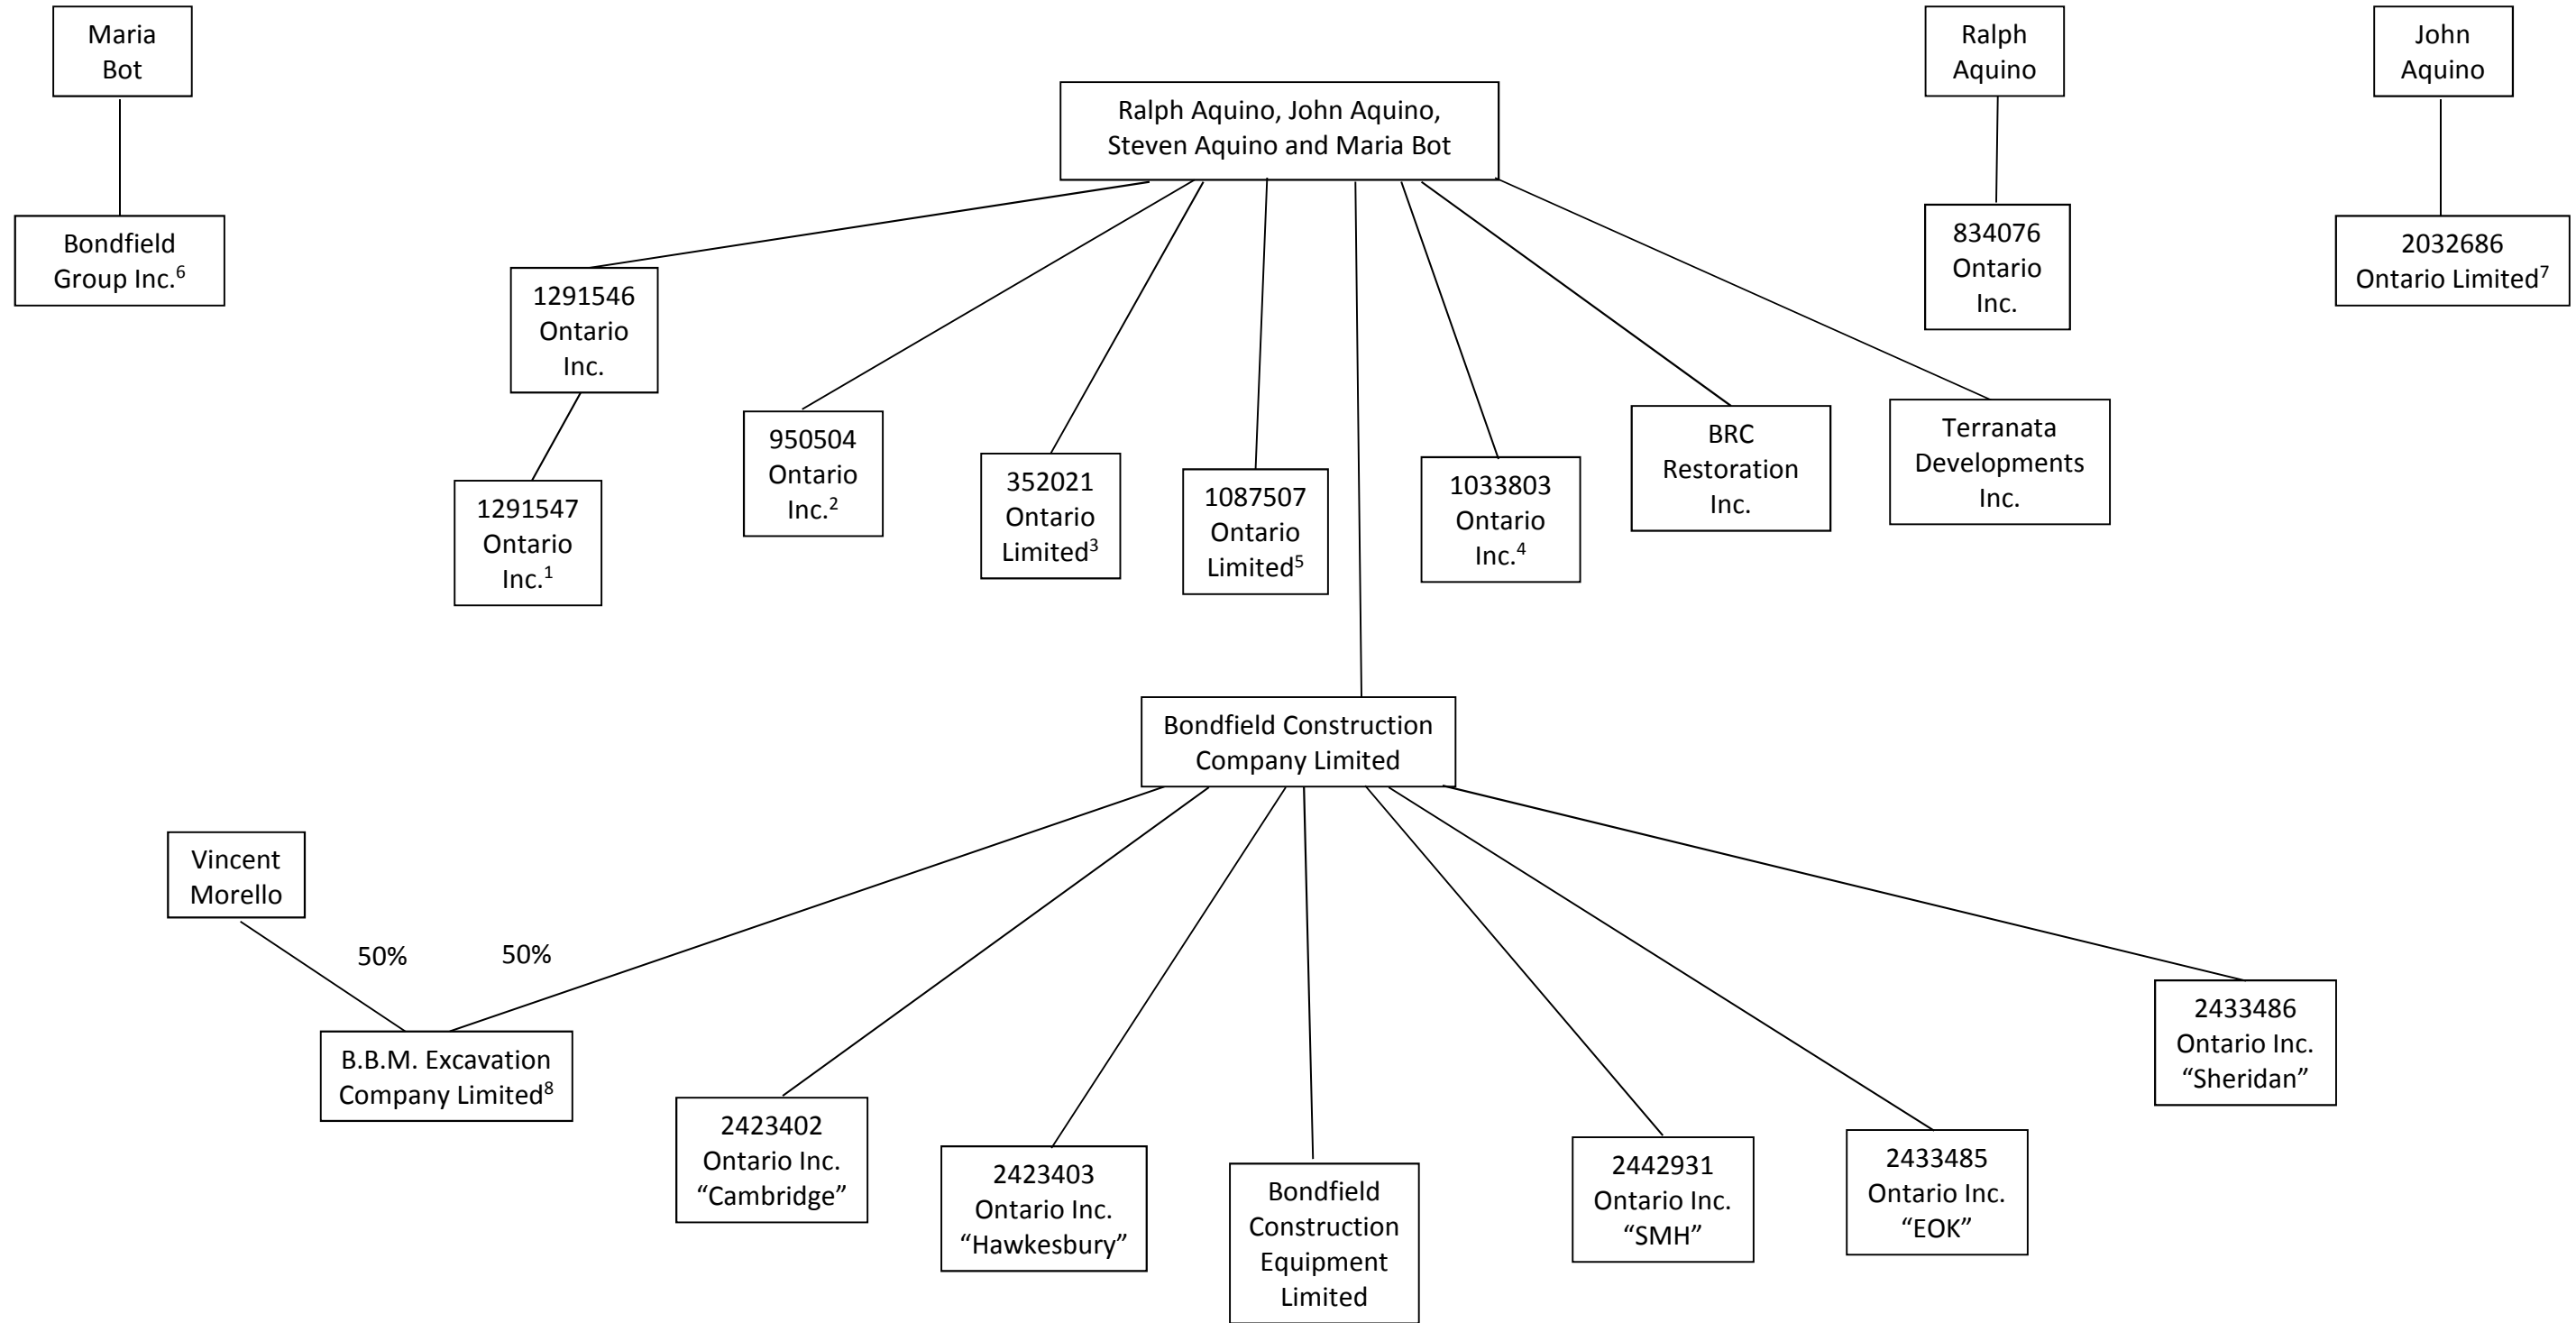 Maria
Bot
Ralph Aquino, John Aquino,
Steven Aquino and Maria Bot
Ralph
Aquino
John
Aquino
Bondfield
Group Inc.6
834076
Ontario
Inc.
2032686
Ontario Limited7
1291546
Ontario
Inc.
1291547
Ontario
Inc.1
950504
Ontario
Inc.2
352021
Ontario
Limited3
1087507
Ontario
Limited5
1033803
Ontario
Inc.4
BRC
Restoration
Inc.
Terranata
Developments
Inc.
Bondfield Construction
Company Limited
Vincent
Morello
50%
50%
B.B.M. Excavation
Company Limited8
2423402
Ontario Inc.
“Cambridge”
2423403
Ontario Inc.
“Hawkesbury”
Bondfield
Construction
Equipment
Limited
2442931
Ontario Inc.
“SMH”
2433485
Ontario Inc.
“EOK”
2433486
Ontario Inc.
“Sheridan”